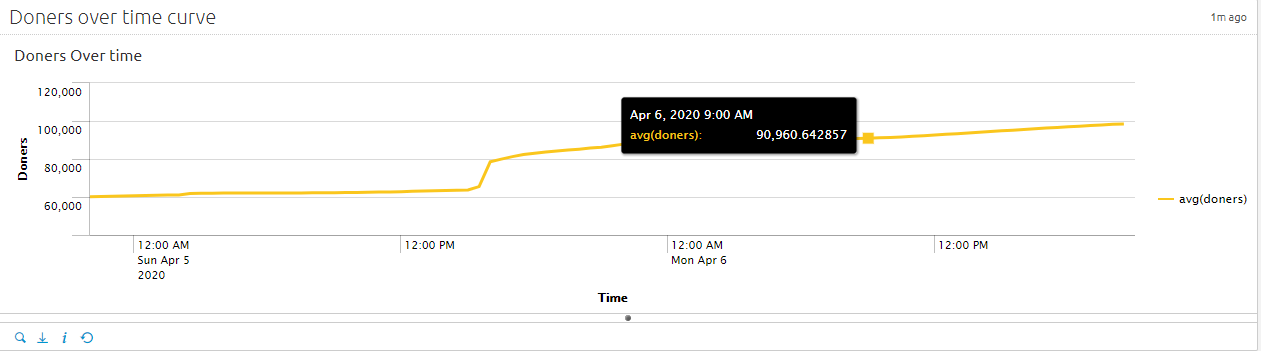 Doners over time curve
1m ago
Doners Over time
120,000
100,000
80,000
60,000
Doners
Apr 6, 2020 9:00 AM
avg(doners): 90,960.642857
avg(doners)
12:00 AM
Sun Apr 5
2020
12:00 PM
12:00 AM
Mon Apr 6
12:00 PM
Time
i